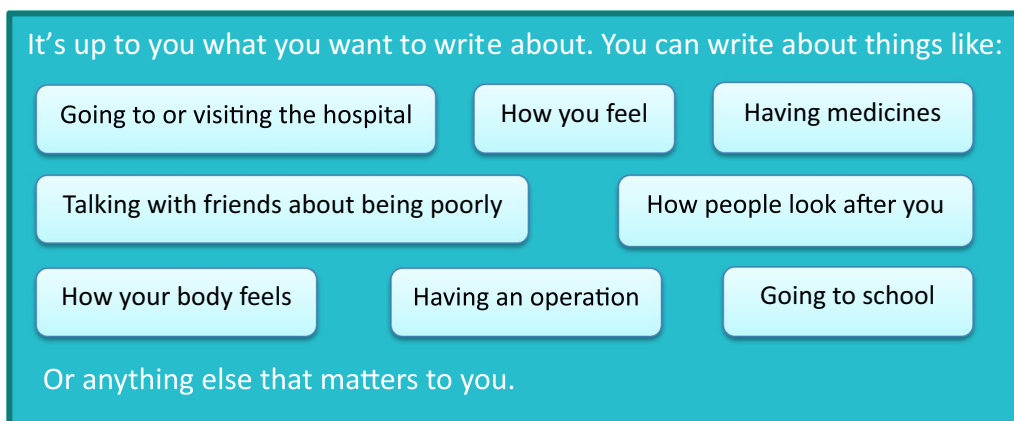 It's up to you what you want to write about. You can write about things like:
Going to or visiting the hospital
How you feel
Having medicines
Talking with friends about being poorly
How people look after you
How your body feels
Having an operation
Going to school
Or anything else that matters to you.